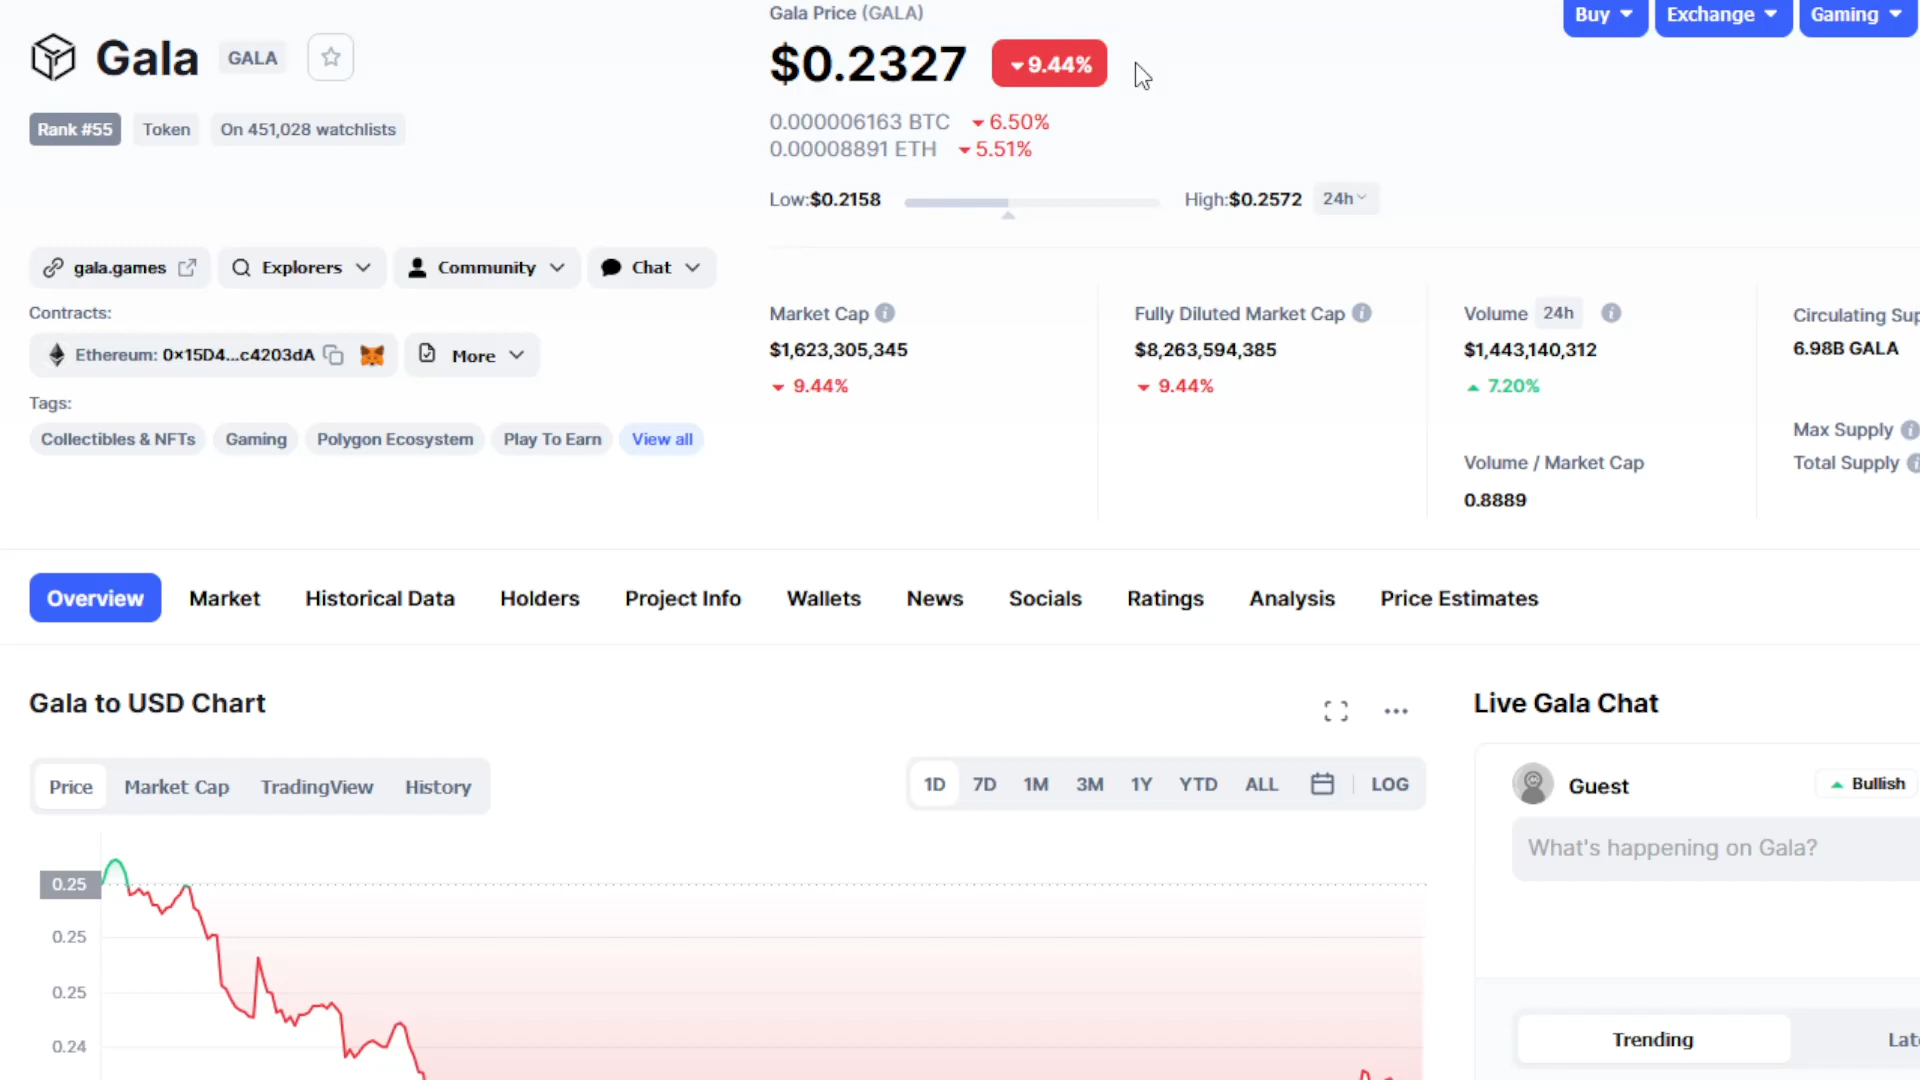 Gala GALA
Rank #55 Token On 451,028 watchlists
Gala Price (GALA)
$0.2327 9.44%
0.000006163 BTC 6.50%
0.00008891 ETH 5.51%
Low:$0.2158 High:$0.2572 24h
Buy Exchange Gaming
gala.games Explorers Community Chat
Contracts:
Ethereum: 0x15D4...c4203dA More
Tags:
Collectibles & NFTs Gaming Polygon Ecosystem Play To Earn View all
Market Cap
$1,623,305,345
9.44%
Fully Diluted Market Cap
$8,263,594,385
9.44%
Volume 24h
$1,443,140,312
7.20%
Volume / Market Cap
0.8889
Circulating Sup
6.98B GALA
Max Supply
Total Supply
Overview Market Historical Data Holders Project Info Wallets News Socials Ratings Analysis Price Estimates
Gala to USD Chart
Price Market Cap TradingView History
1D 7D 1M 3M 1Y YTD ALL LOG
0.25
0.25
0.25
0.24
Live Gala Chat
Guest Bullish
What's happening on Gala?
Trending Late